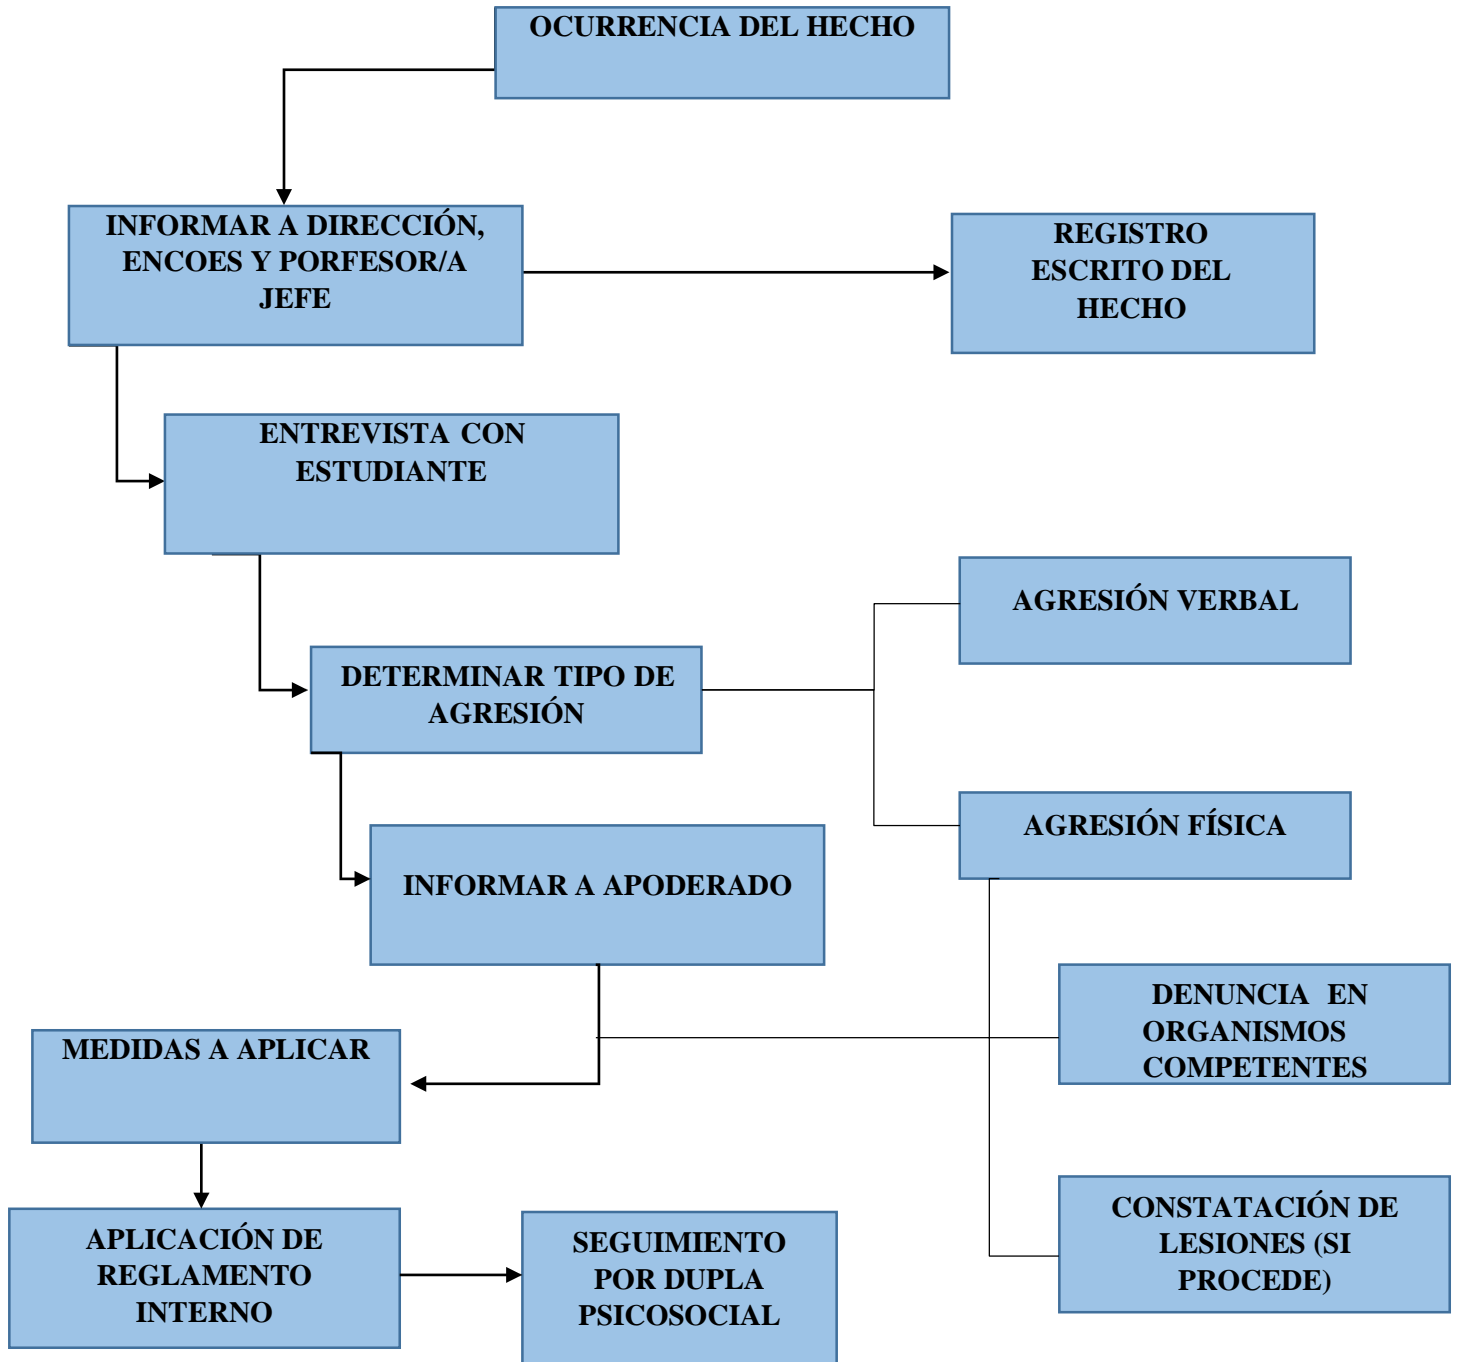 OCURRENCIA DEL HECHO
INFORMAR A DIRECCIÓN,
ENCOES Y PORFESOR/A
JEFE
REGISTRO
ESCRITO DEL
HECHO
ENTREVISTA CON
ESTUDIANTE
AGRESIÓN VERBAL
DETERMINAR TIPO DE
AGRESIÓN
AGRESIÓN FÍSICA
INFORMAR A APODERADO
DENUNCIA EN
ORGANISMOS
COMPETENTES
MEDIDAS A APLICAR
CONSTATACIÓN DE
LESIONES (SI
PROCEDE)
APLICACIÓN DE
REGLAMENTO
INTERNO
SEGUIMIENTO
POR DUPLA
PSICOSOCIAL